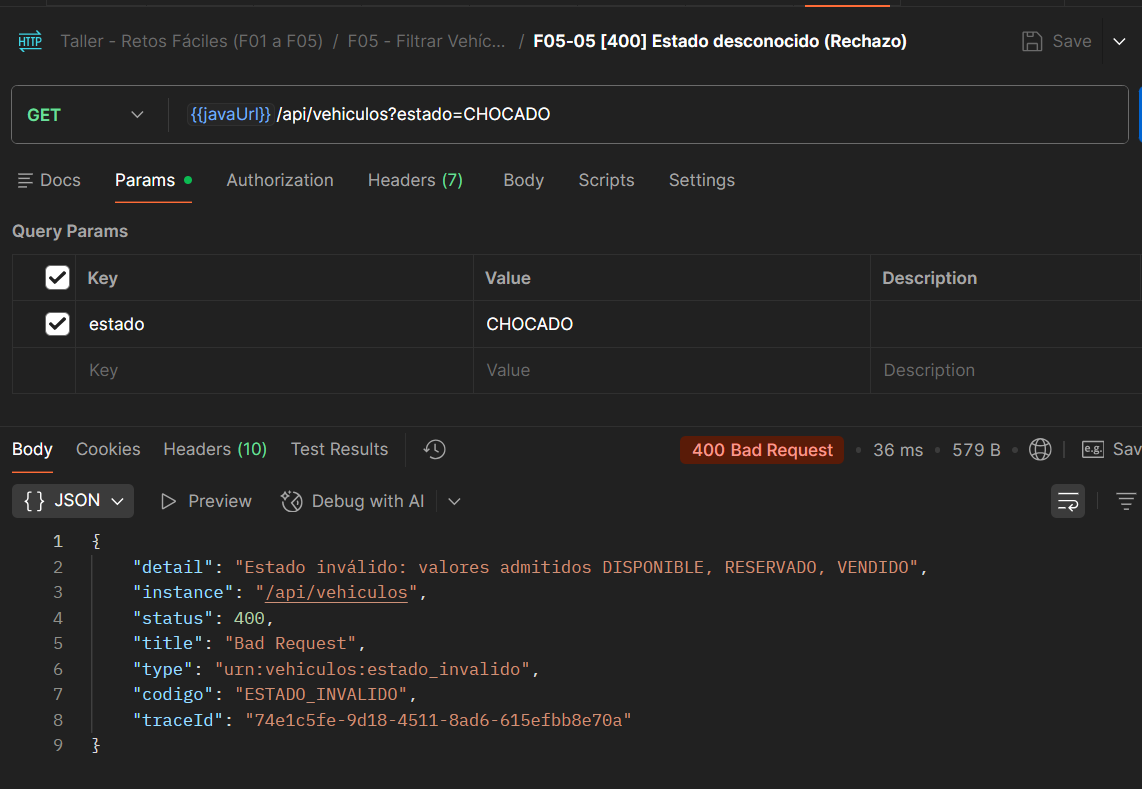 HTTP Taller - Retos Fáciles (F01 a F05) / F05 - Filtrar Vehíc... / F05-05 [400] Estado desconocido (Rechazo) Save
GET {{javaUrl}} /api/vehiculos?estado=CHOCADO
Docs Params Authorization Headers (7) Body Scripts Settings
Query Params
Key Value Description
estado CHOCADO
Key Value Description
Body Cookies Headers (10) Test Results 400 Bad Request • 36 ms • 579 B • e.g. Sav
{} JSON Preview Debug with AI
1 {
2 "detail": "Estado inválido: valores admitidos DISPONIBLE, RESERVADO, VENDIDO",
3 "instance": "/api/vehiculos",
4 "status": 400,
5 "title": "Bad Request",
6 "type": "urn:vehiculos:estado_invalido",
7 "codigo": "ESTADO_INVALIDO",
8 "traceId": "74e1c5fe-9d18-4511-8ad6-615efbb8e70a"
9 }